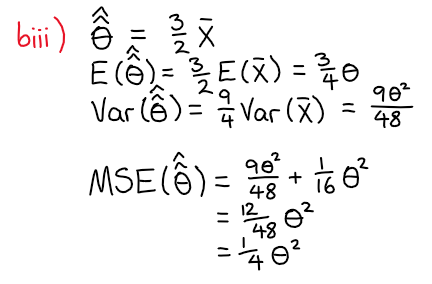 biii) θ̂̂ = 3/2 X̄
E(θ̂̂) = 3/2 E(X̄) = 3/4 θ
Var(θ̂̂) = 9/4 Var(X̄) = 9θ²/48
MSE(θ̂̂) = 9θ²/48 + 1/16 θ²
= 12/48 θ²
= 1/4 θ²